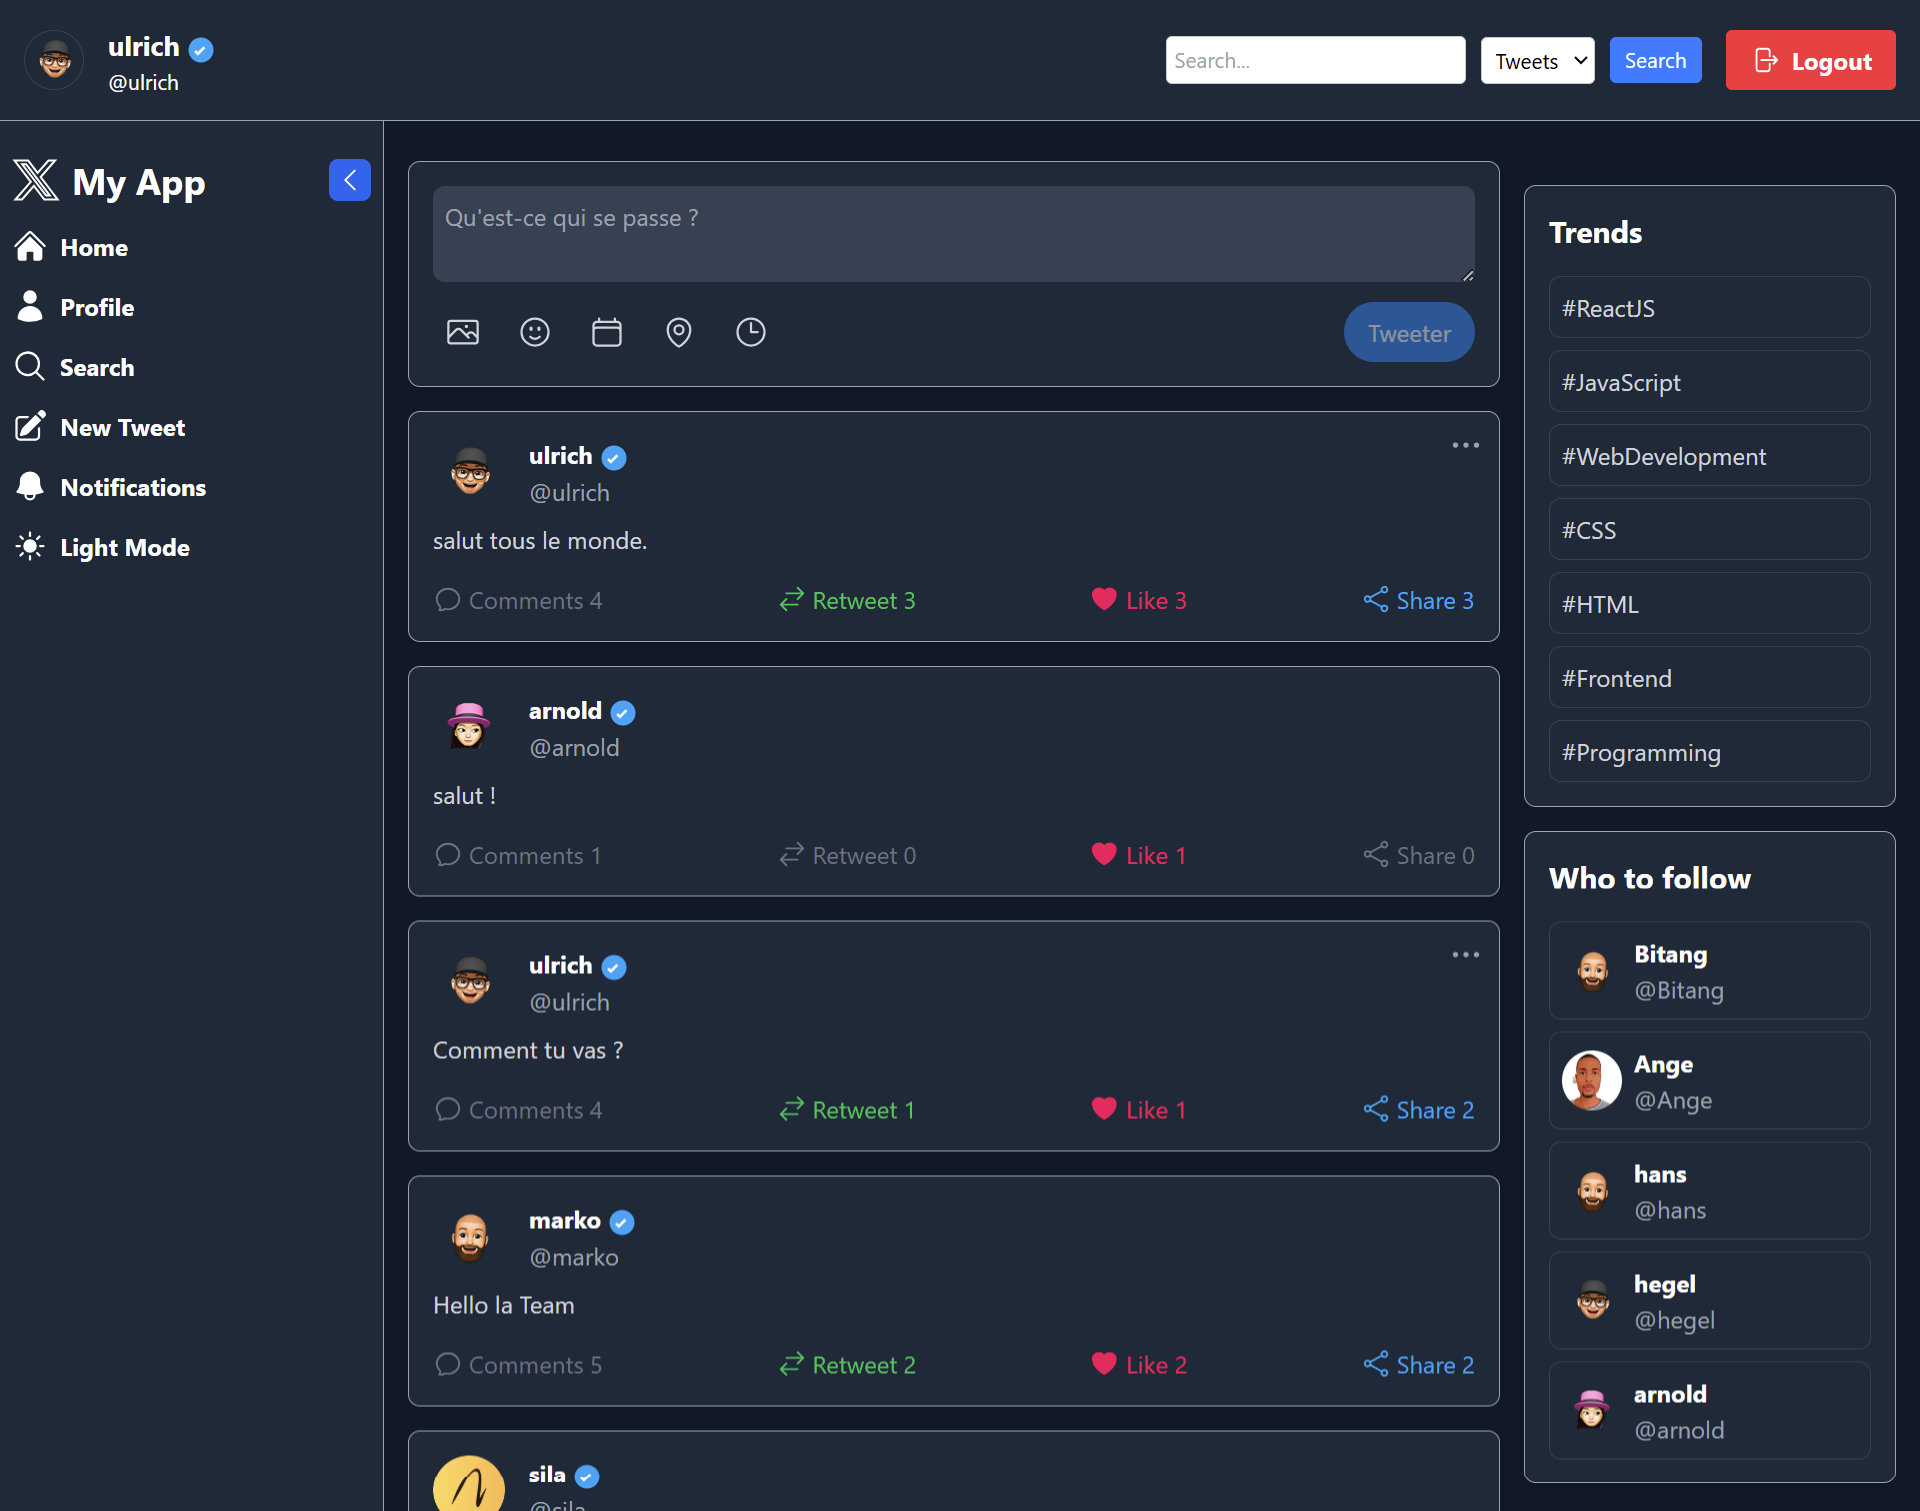 ulrich
@ulrich
Search...
Tweets
Search
Logout
My App
Home
Profile
Search
New Tweet
Notifications
Light Mode
Qu'est-ce qui se passe ?
Tweeter
ulrich
@ulrich
salut tous le monde.
Comments 4 Retweet 3 Like 3 Share 3
arnold
@arnold
salut !
Comments 1 Retweet 0 Like 1 Share 0
ulrich
@ulrich
Comment tu vas ?
Comments 4 Retweet 1 Like 1 Share 2
marko
@marko
Hello la Team
Comments 5 Retweet 2 Like 2 Share 2
sila
@sila
Trends
#ReactJS
#JavaScript
#WebDevelopment
#CSS
#HTML
#Frontend
#Programming
Who to follow
Bitang
@Bitang
Ange
@Ange
hans
@hans
hegel
@hegel
arnold
@arnold